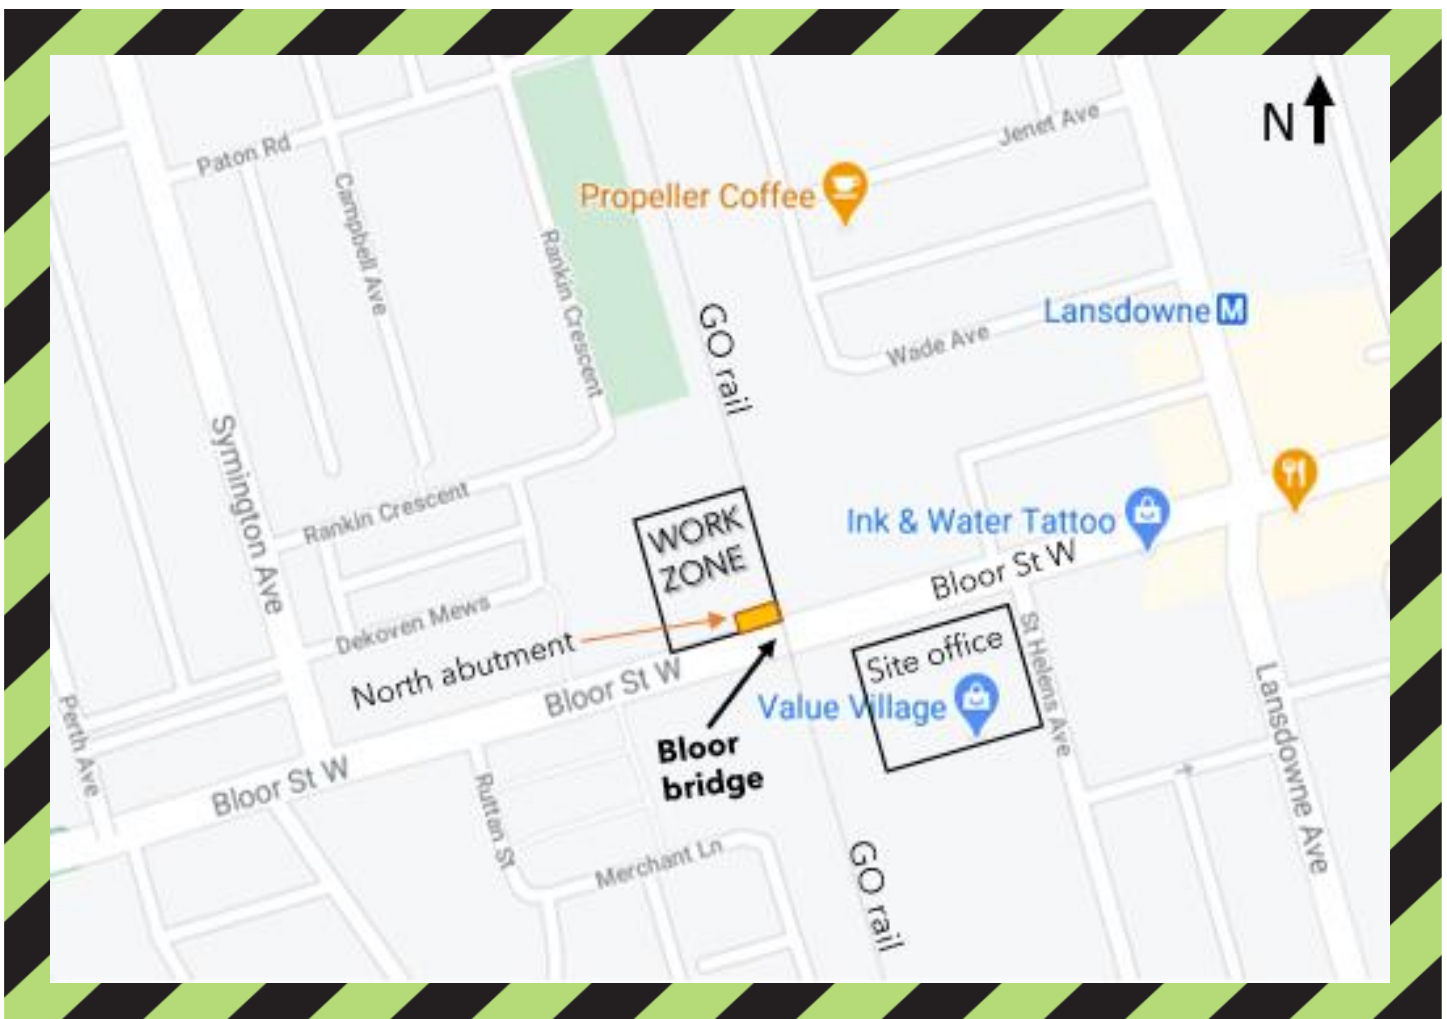 N
Jenet Ave
Paton Rd
Propeller Coffee
Campbell Ave
Rankin Crescent
Lansdowne M
GO rail
Wade Ave
Symington Ave
Rankin Crescent
WORK
ZONE
Ink & Water Tattoo
Bloor St W
Dekoven Mews
North abutment
St Helens Ave
Site office
Bloor St W
Value Village
Lansdowne Ave
Perth Ave
Bloor
bridge
Bloor St W
Ruttan St
Merchant Ln
GO rail